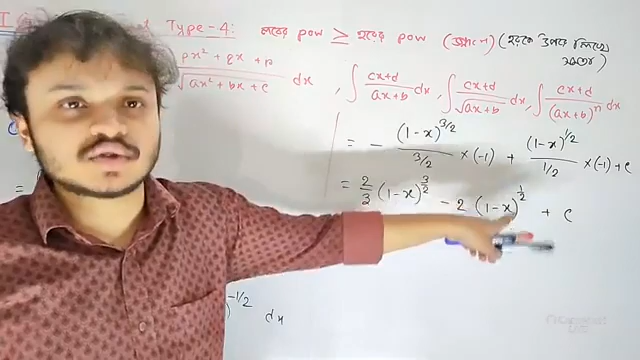 Type-4: লবের pow ≥ হরের pow (হরকে উপরে লিখে
px² + qx + r / √(ax² + bx + c) dx, ∫ (cx+d)/(ax+b) dx, ∫ (cx+d)/√(ax+b) dx, ∫ (cx+d)/(ax+b)ⁿ dx
= - (1-x)^{3/2} / (3/2) × (-1) + (1-x)^{1/2} / (1/2) × (-1) + c
= 2/3 (1-x)^{3/2} - 2 (1-x)^{1/2} + c
)^{-1/2} dx